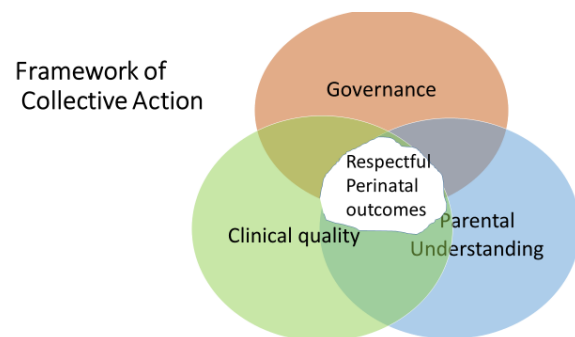 Framework of
Collective Action
Governance
Respectful
Perinatal
outcomes
Clinical quality
Parental
Understanding